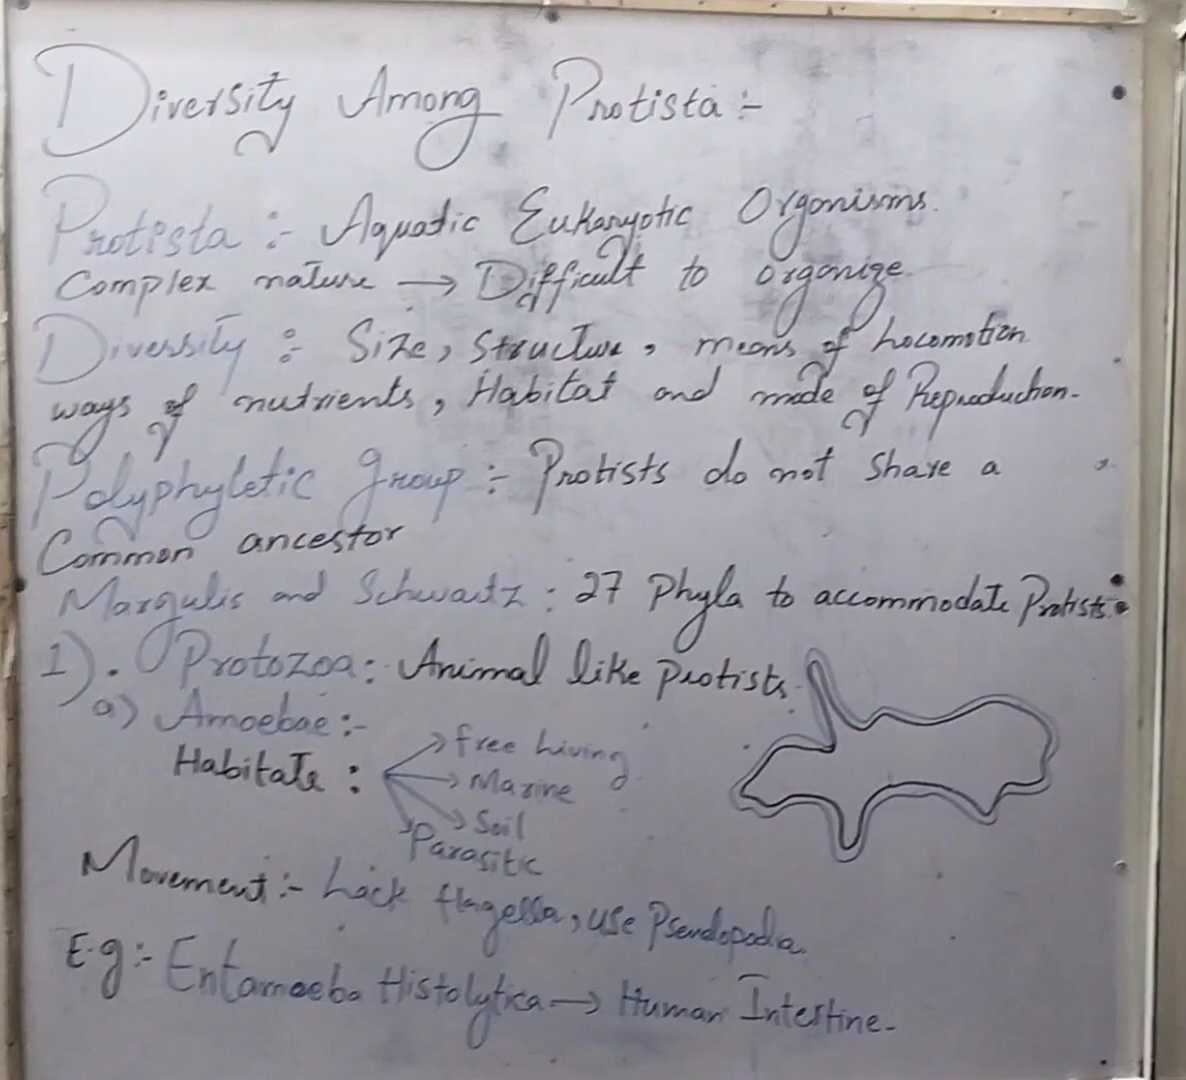 Diversity Among Protista :-
Protista :- Aquatic Eukaryotic Organisms.
Complex nature → Difficult to organize.
Diversity :- Size, Structure, means of Locomotion
ways of nutrients, Habitat and mode of Reproduction.
Polyphyletic group :- Protists do not Share a
Common ancestor
Margulis and Schwartz : 27 Phyla to accommodate Protists.
1). Protozoa : Animal like protists.
a) Amoebae :-
Habitate : → free Living
→ Marine
→ Soil
Parasitic
Movement :- Lack flagella, use Pseudopodia.
E.g :- Entamoeba Histolytica → Human Intestine.